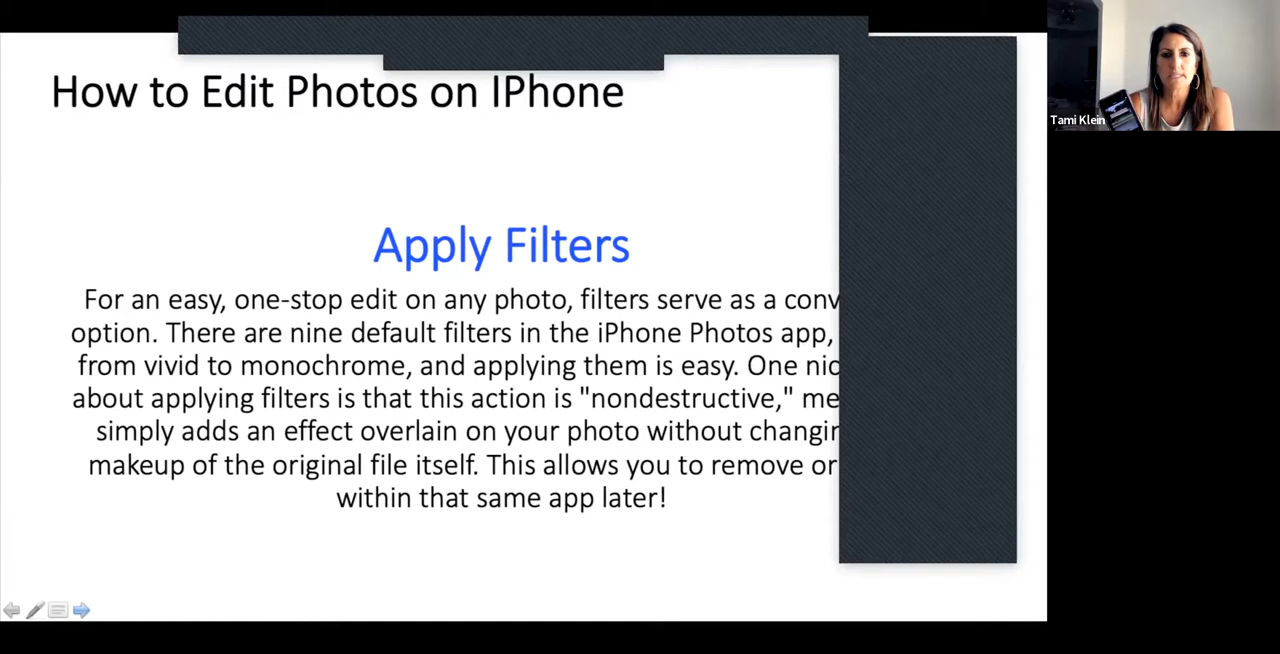 How to Edit Photos on IPhone
Tami Klein
Apply Filters
For an easy, one-stop edit on any photo, filters serve as a
option. There are nine default filters in the iPhone Photos app,
from vivid to monochrome, and applying them is easy. One
about applying filters is that this action is "nondestructive,"
simply adds an effect overlain on your photo without
makeup of the original file itself. This allows you to remove or
within that same app later!